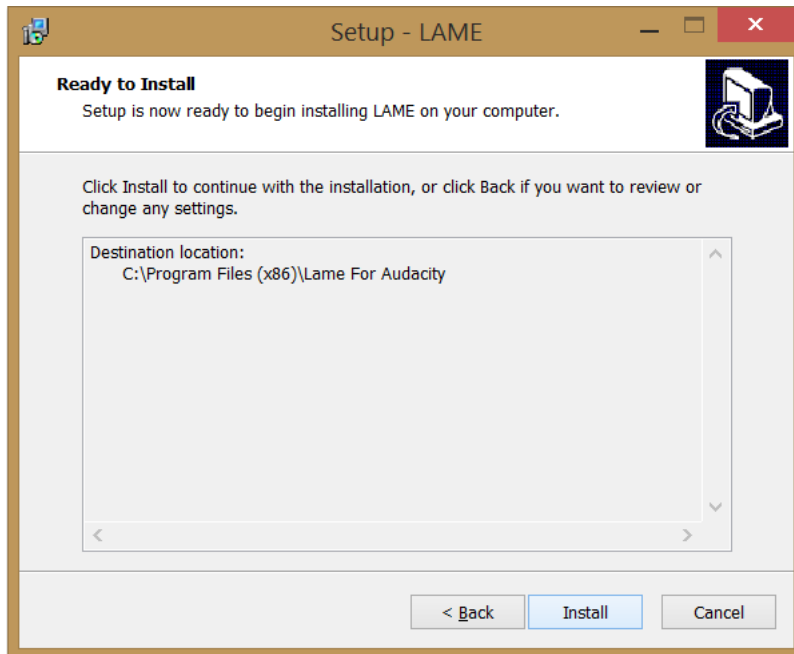 Setup - LAME
Ready to Install
Setup is now ready to begin installing LAME on your computer.
Click Install to continue with the installation, or click Back if you want to review or
change any settings.
Destination location:
C:\Program Files (x86)\Lame For Audacity
< Back
Install
Cancel